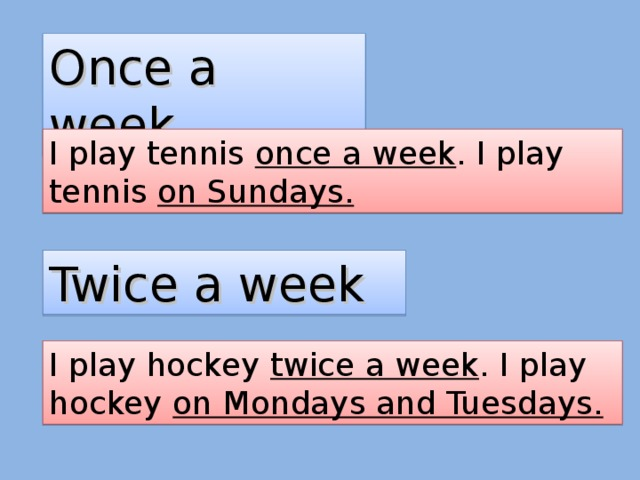 Once a
week
I play tennis once a week. I play
tennis on Sundays.
Twice a week
I play hockey twice a week. I play
hockey on Mondays and Tuesdays.